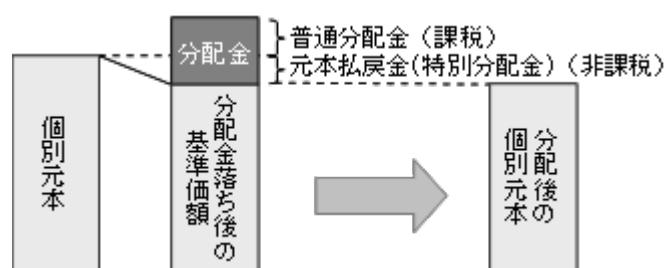 分配金
普通分配金（課税）
元本払戻金(特別分配金)（非課税）
個別元本
分配金落ち後の
基準価額
分配後の
個別元本